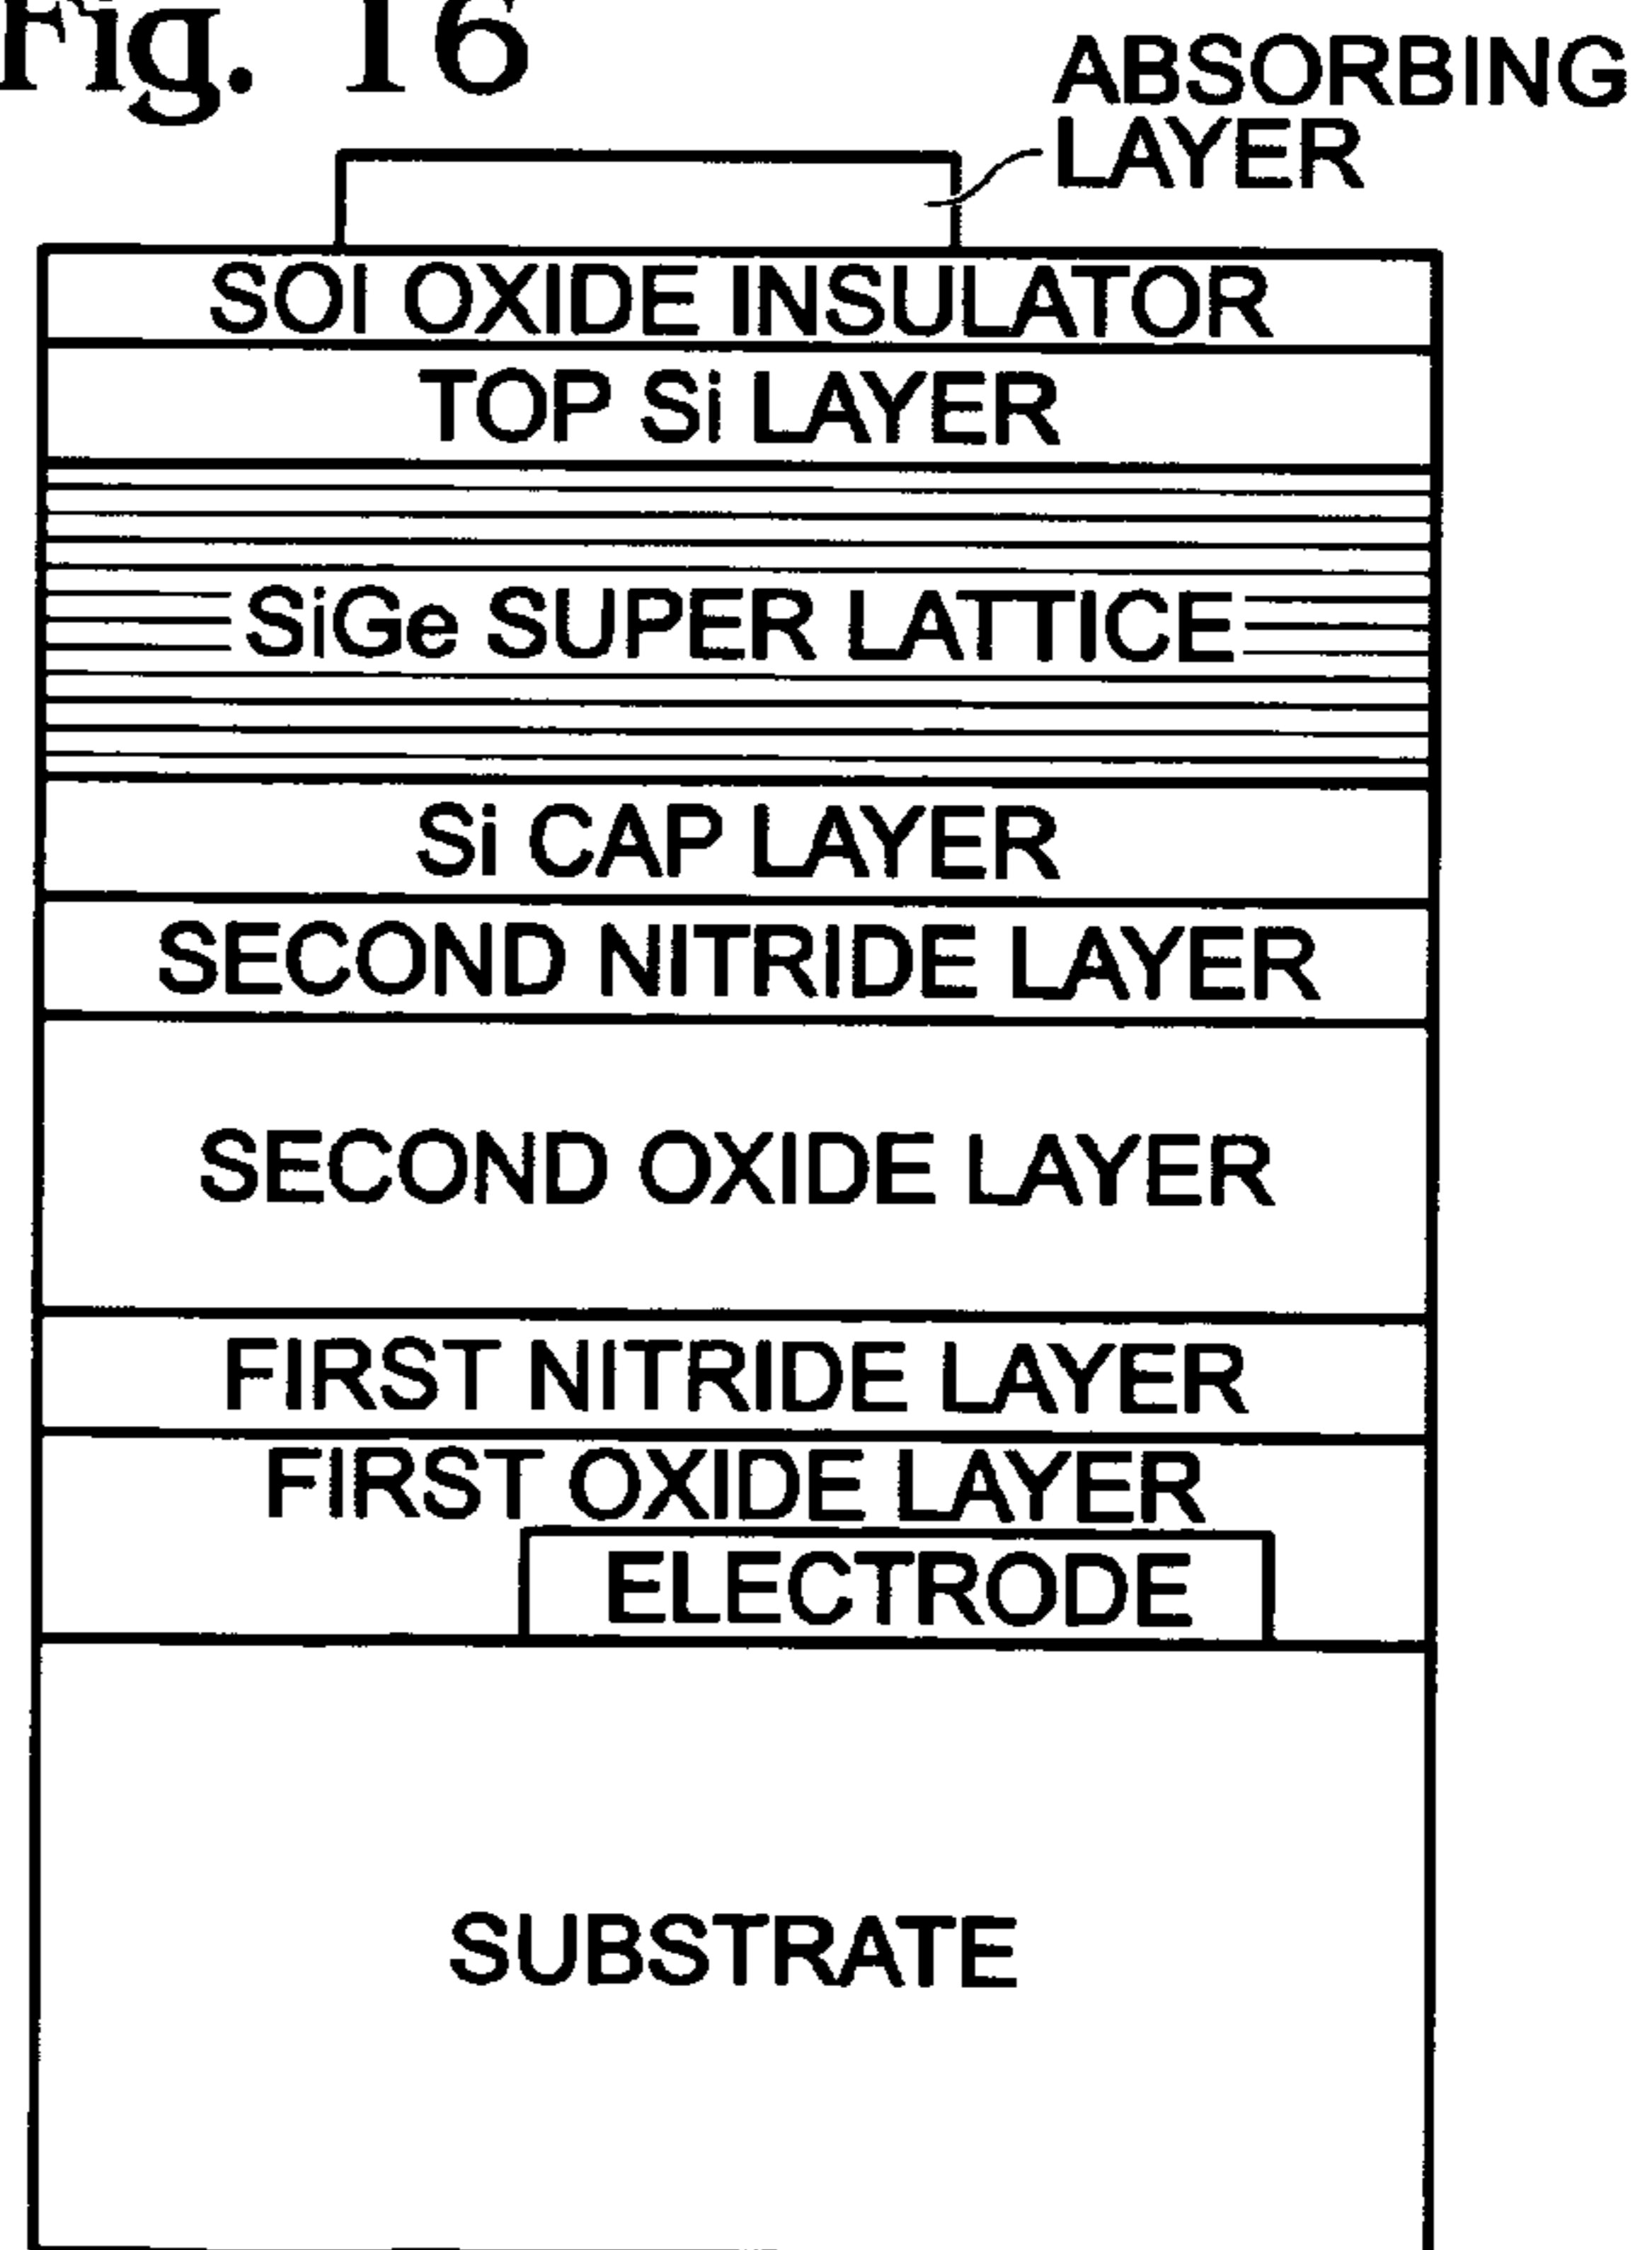 Fig. 16
ABSORBING
LAYER
SOI OXIDE INSULATOR
TOP Si LAYER
SiGe SUPER LATTICE
Si CAP LAYER
SECOND NITRIDE LAYER
SECOND OXIDE LAYER
FIRST NITRIDE LAYER
FIRST OXIDE LAYER
ELECTRODE
SUBSTRATE